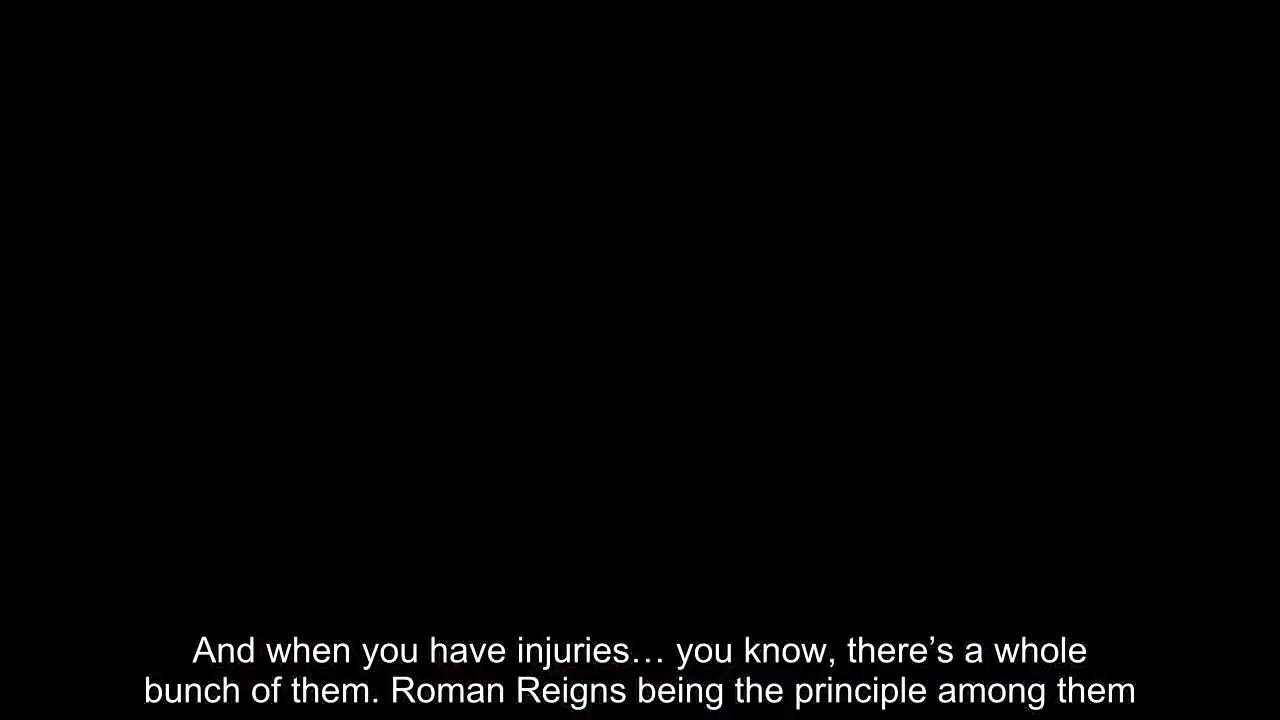 And when you have injuries… you know, there’s a whole
bunch of them. Roman Reigns being the principle among them